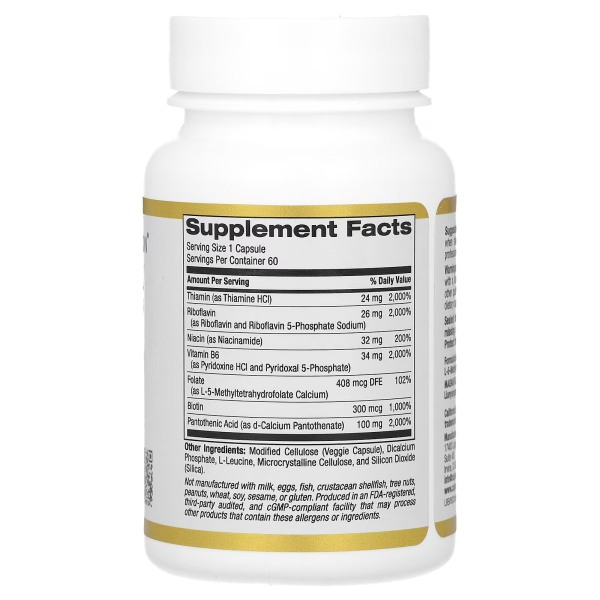 Supplement Facts
Serving Size 1 Capsule
Servings Per Container 60
Amount Per Serving % Daily Value
Thiamin (as Thiamine HCl) 24 mg 2,000%
Riboflavin 26 mg 2,000%
(as Riboflavin and Riboflavin 5-Phosphate Sodium)
Niacin (as Niacinamide) 32 mg 200%
Vitamin B6 34 mg 2,000%
(as Pyridoxine HCl and Pyridoxal 5-Phosphate)
Folate 408 mcg DFE 102%
(as L-5-Methyltetrahydrofolate Calcium)
Biotin 300 mcg 1,000%
Pantothenic Acid (as d-Calcium Pantothenate) 100 mg 2,000%
Other Ingredients: Modified Cellulose (Veggie Capsule), Dicalcium
Phosphate, L-Leucine, Microcrystalline Cellulose, and Silicon Dioxide
(Silica).
Not manufactured with milk, eggs, fish, crustacean shellfish, tree nuts,
peanuts, wheat, soy, sesame, or gluten. Produced in an FDA-registered,
third-party audited, and cGMP-compliant facility that may process
other products that contain these allergens or ingredients.